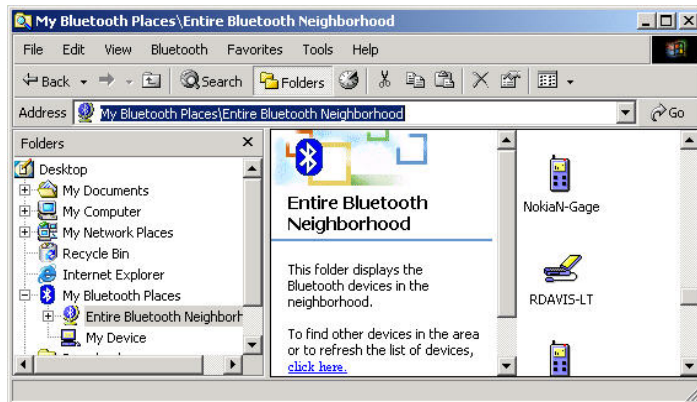 My Bluetooth Places\Entire Bluetooth Neighborhood
File Edit View Bluetooth Favorites Tools Help
Back Search Folders
Address My Bluetooth Places\Entire Bluetooth Neighborhood Go
Folders
Desktop
My Documents
My Computer
My Network Places
Recycle Bin
Internet Explorer
My Bluetooth Places
Entire Bluetooth Neighborh
My Device
Entire Bluetooth
Neighborhood
This folder displays the
Bluetooth devices in the
neighborhood.
To find other devices in the area
or to refresh the list of devices,
click here.
NokiaN-Gage
RDAVIS-LT